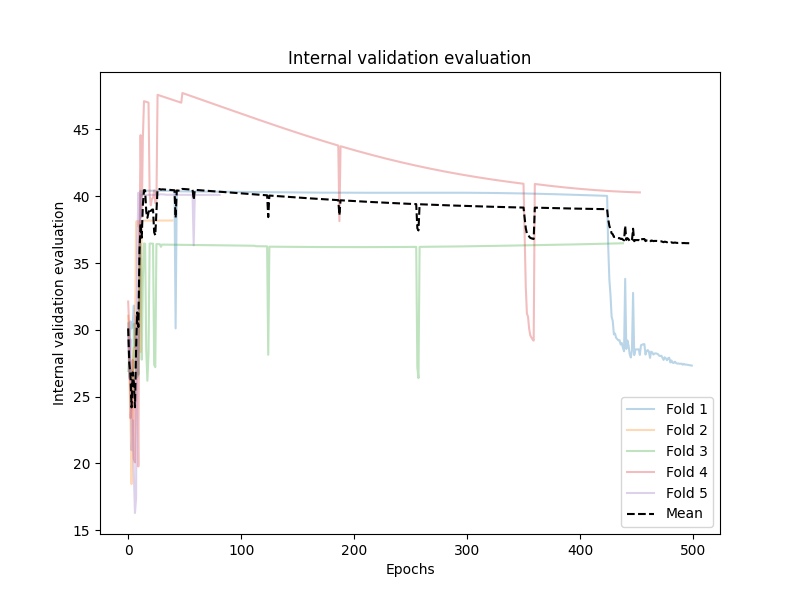 Internal validation evaluation
Internal validation evaluation
45
40
35
30
25
20
15
0
100
200
300
400
500
Epochs
Fold 1
Fold 2
Fold 3
Fold 4
Fold 5
Mean